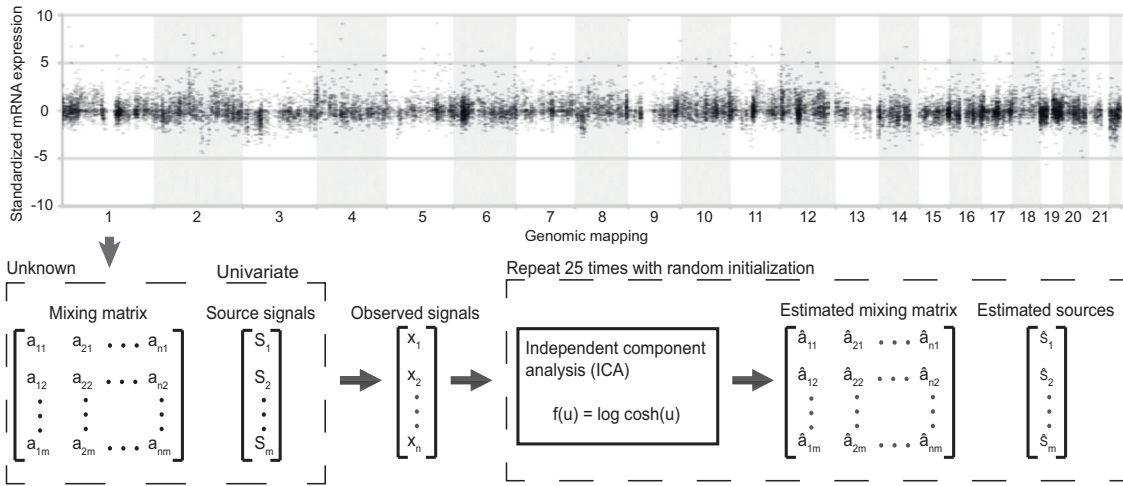 10
5
0
-5
-10
Standardized mRNA expression
1 2 3 4 5 6 7 8 9 10 11 12 13 14 15 16 17 18 19 20 21
Genomic mapping
Unknown
Univariate
Repeat 25 times with random initialization
Mixing matrix
Source signals
Observed signals
Estimated mixing matrix
Estimated sources
a₁₁ a₂₁ • • • aₙ₁
a₁₂ a₂₂ • • • aₙ₂
a₁ₘ a₂ₘ • • • aₙₘ
S₁
S₂
Sₘ
x₁
x₂
xₙ
Independent component
analysis (ICA)
f(u) = log cosh(u)
â₁₁ â₂₁ • • • âₙ₁
â₁₂ â₂₂ • • • âₙ₂
â₁ₘ â₂ₘ • • • âₙₘ
ŝ₁
ŝ₂
ŝₘ